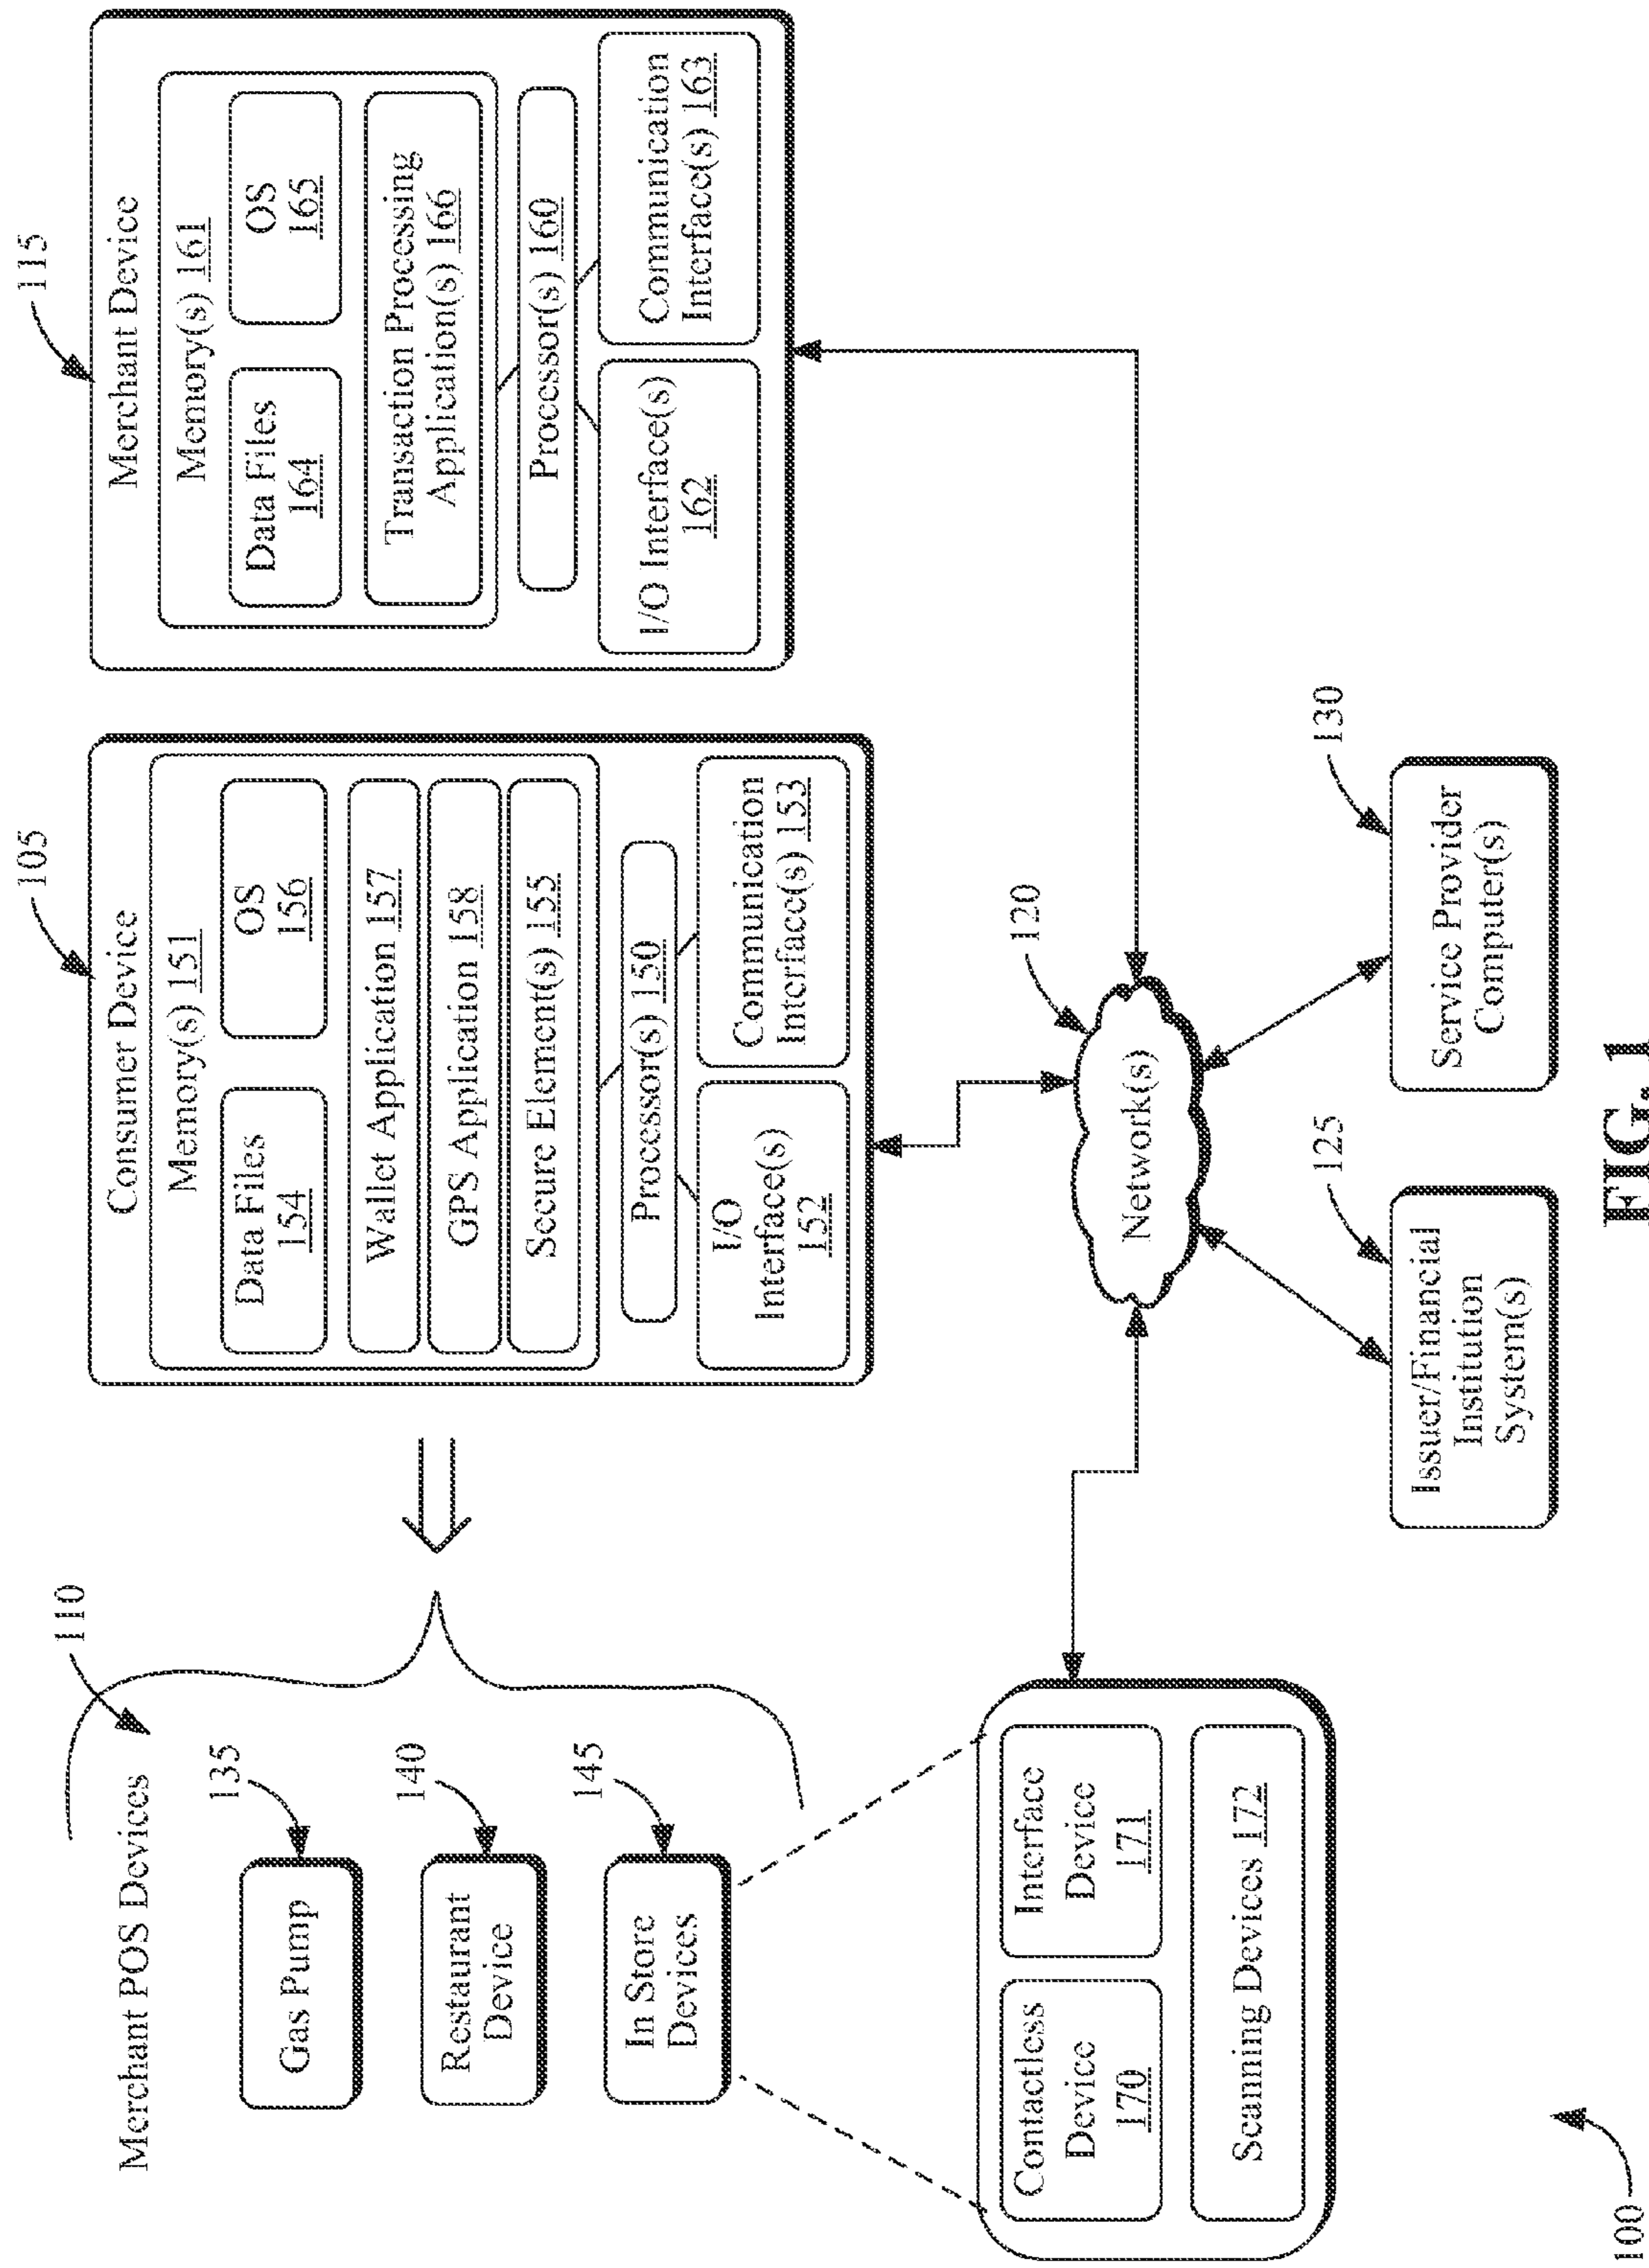 110
Merchant POS Devices
135
Gas Pump
140
Restaurant
Device
145
In Store
Devices
Contactless
Device
170
Interface
Device
171
Scanning Devices 172
100
105
Consumer Device
Memory(s) 151
Data Files
154
OS
156
Wallet Application 157
GPS Application 158
Secure Element(s) 155
Processor(s) 150
I/O
Interface(s)
152
Communication
Interface(s) 153
115
Merchant Device
Memory(s) 161
Data Files
164
OS
165
Transaction Processing
Application(s) 166
Processor(s) 160
I/O Interface(s)
162
Communication
Interface(s) 163
120
Network(s)
125
Issuer/Financial
Institution
System(s)
130
Service Provider
Computer(s)
FIG. 1